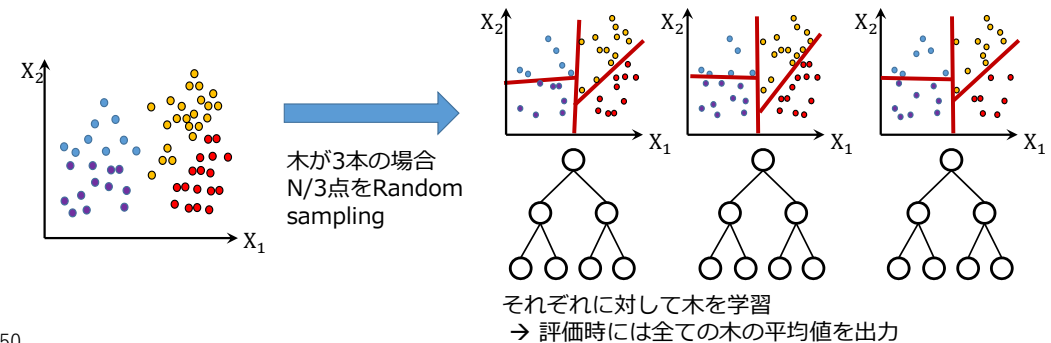 X₂
X₁
木が3本の場合
N/3点をRandom
sampling
X₂
X₁
X₂
X₁
X₂
X₁
それぞれに対して木を学習
→ 評価時には全ての木の平均値を出力
50